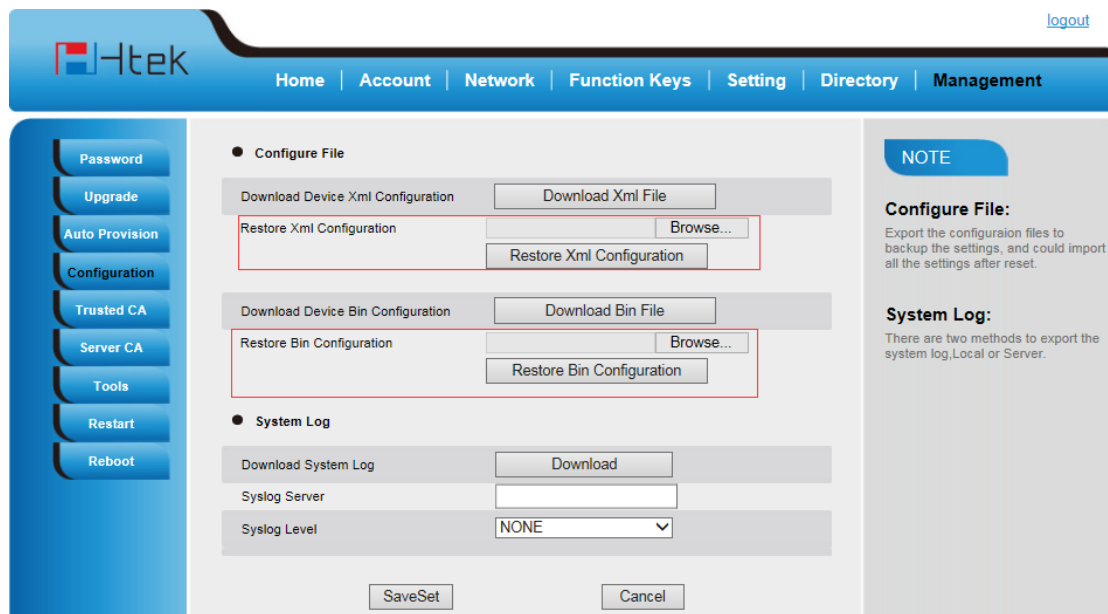 logout
Htek
Home | Account | Network | Function Keys | Setting | Directory | Management
Password
Upgrade
Auto Provision
Configuration
Trusted CA
Server CA
Tools
Restart
Reboot
Configure File
Download Device Xml Configuration Download Xml File
Restore Xml Configuration Browse...
Restore Xml Configuration
Download Device Bin Configuration Download Bin File
Restore Bin Configuration Browse...
Restore Bin Configuration
System Log
Download System Log Download
Syslog Server
Syslog Level NONE
SaveSet Cancel
NOTE
Configure File:
Export the configuraion files to
backup the settings, and could import
all the settings after reset.
System Log:
There are two methods to export the
system log,Local or Server.